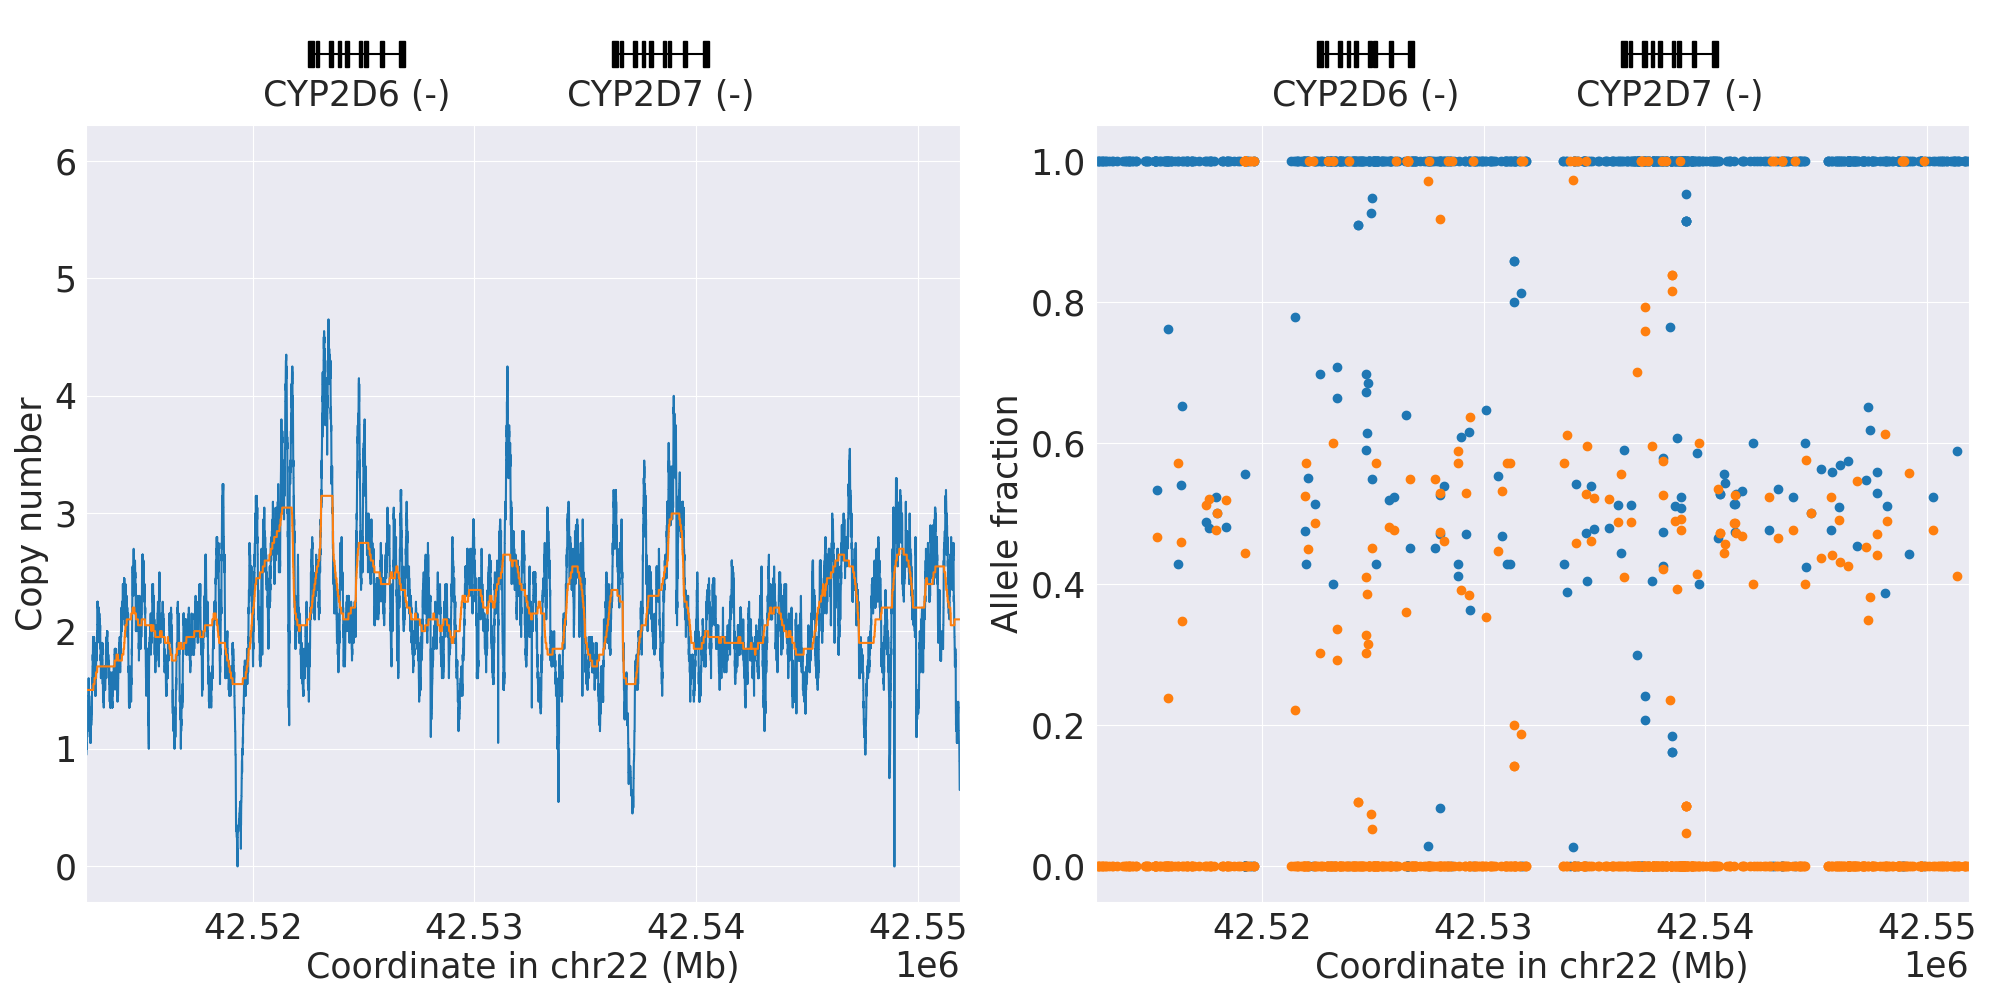 CYP2D6 (-)
CYP2D7 (-)
Copy number
6
5
4
3
2
1
0
42.52
42.53
42.54
42.55
Coordinate in chr22 (Mb)
1e6
CYP2D6 (-)
CYP2D7 (-)
Allele fraction
1.0
0.8
0.6
0.4
0.2
0.0
42.52
42.53
42.54
42.55
Coordinate in chr22 (Mb)
1e6